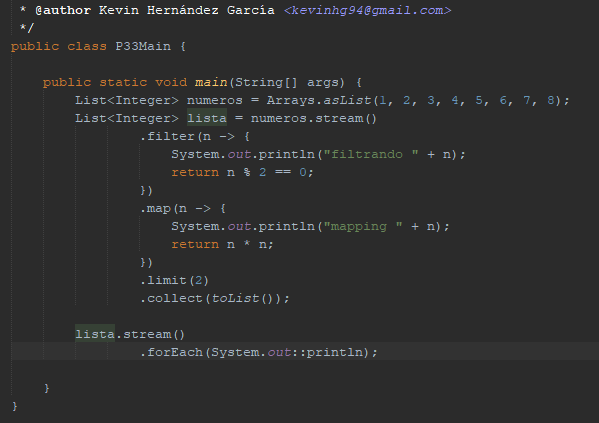 * @author Kevin Hernández García <kevinhg94@gmail.com>
*/
public class P33Main {
public static void main(String[] args) {
List<Integer> numeros = Arrays.asList(1, 2, 3, 4, 5, 6, 7, 8);
List<Integer> lista = numeros.stream()
.filter(n -> {
System.out.println("filtrando " + n);
return n % 2 == 0;
})
.map(n -> {
System.out.println("mapping " + n);
return n * n;
})
.limit(2)
.collect(toList());
lista.stream()
.forEach(System.out::println);
}
}